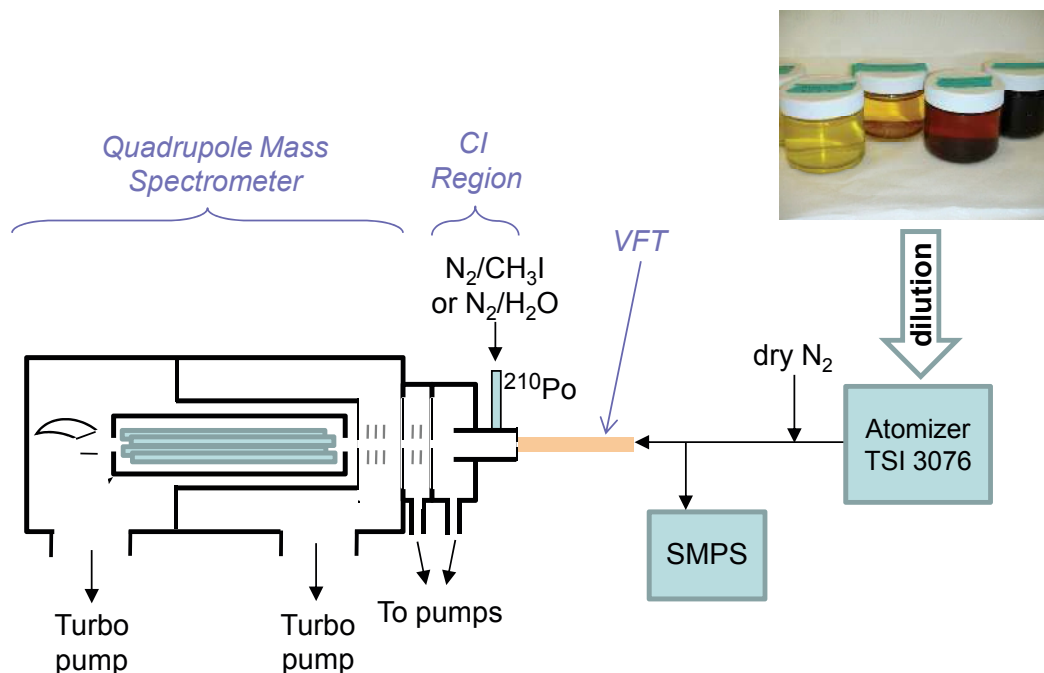 Quadrupole Mass
Spectrometer
CI
Region
VFT
N₂/CH₃I
or N₂/H₂O
²¹⁰Po
dilution
dry N₂
Atomizer
TSI 3076
SMPS
To pumps
Turbo
pump
Turbo
pump